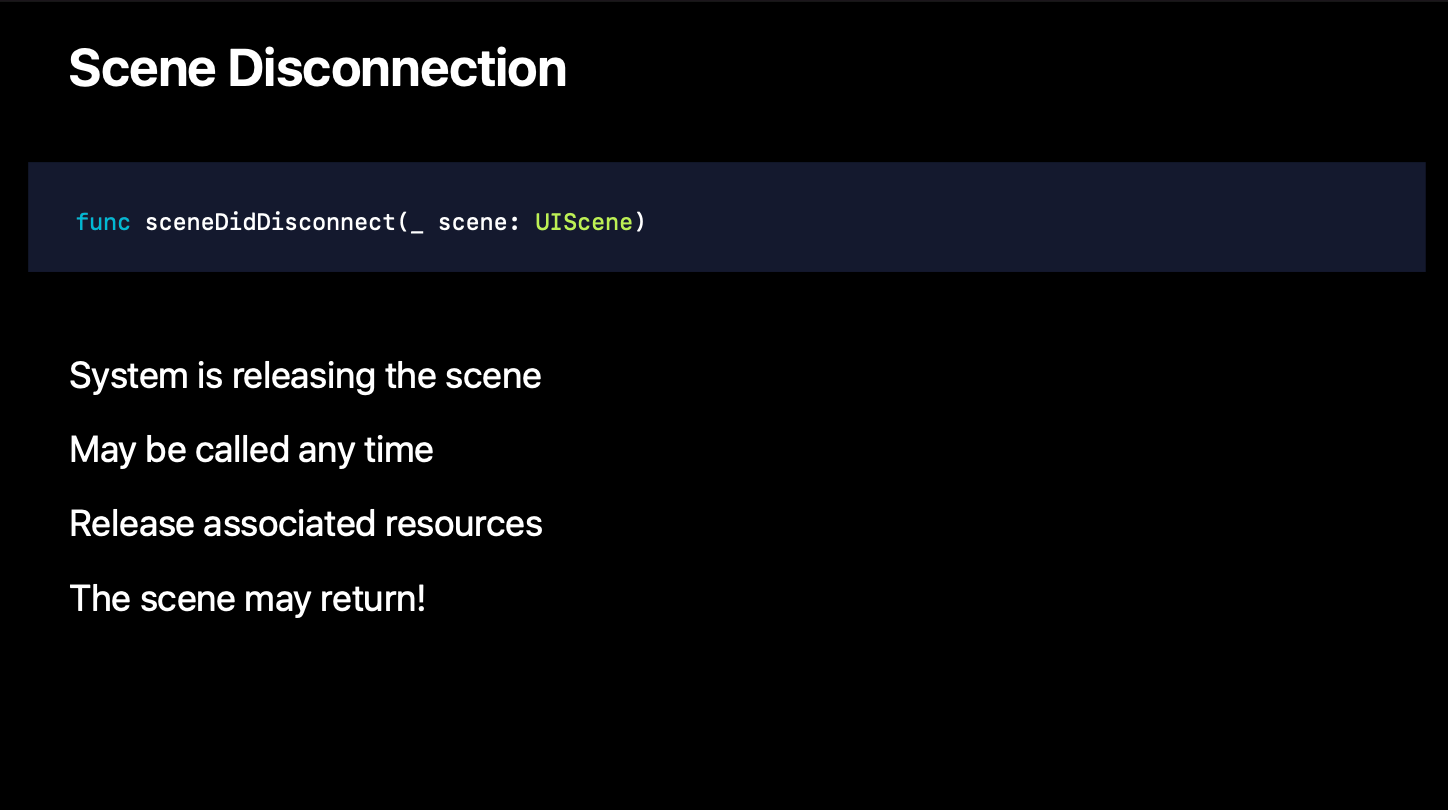 Scene Disconnection
func sceneDidDisconnect(_ scene: UIScene)
System is releasing the scene
May be called any time
Release associated resources
The scene may return!